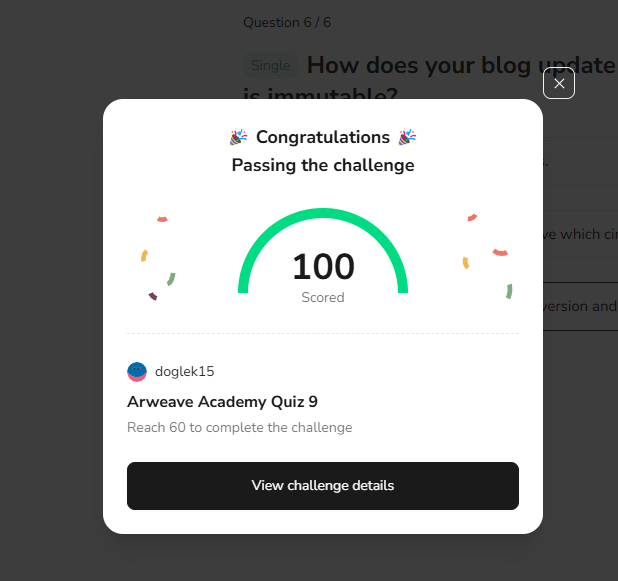 Question 6 / 6
Single How does your blog update
is immutable?
🎉 Congratulations 🎉
Passing the challenge
100
Scored
ve which
version and
doglek15
Arweave Academy Quiz 9
Reach 60 to complete the challenge
View challenge details